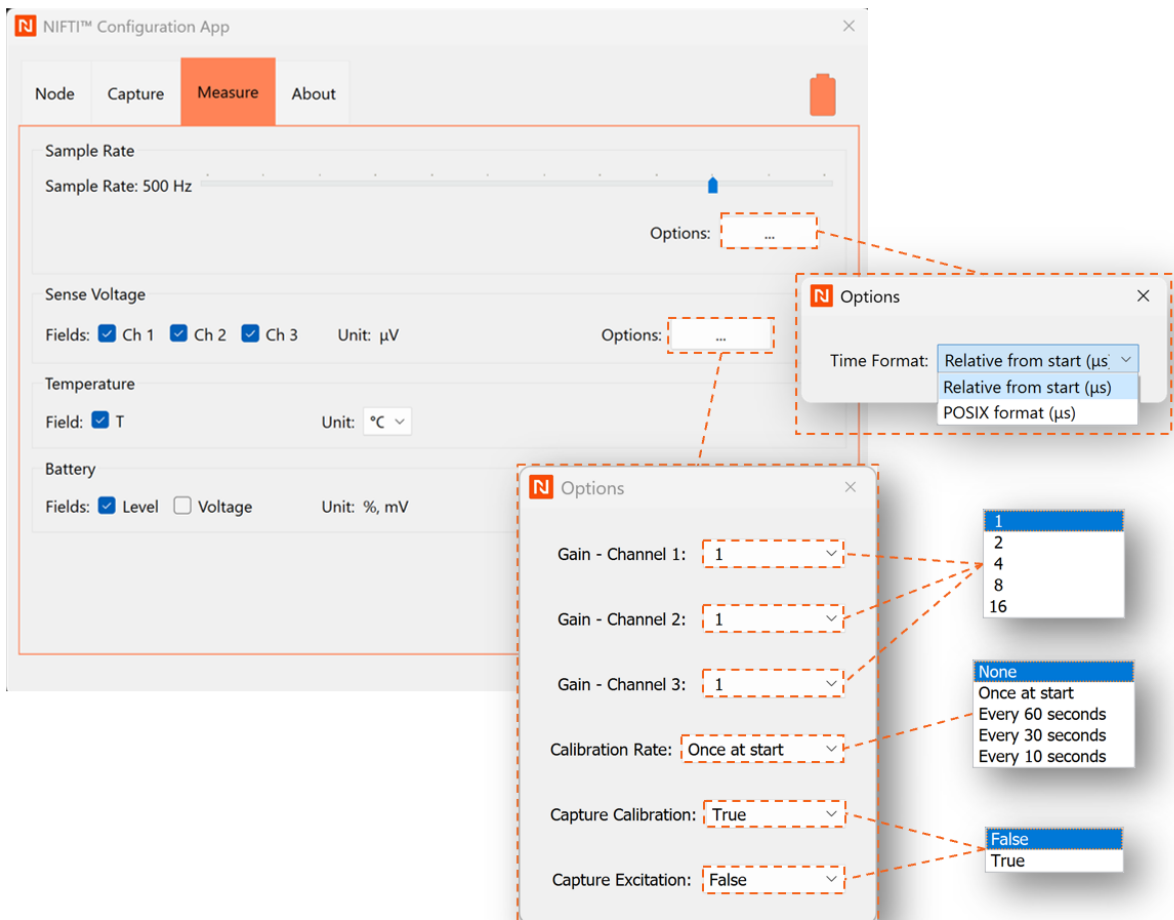 NIFTI™ Configuration App
Node
Capture
Measure
About
Sample Rate
Sample Rate: 500 Hz
Options: ...
Sense Voltage
Fields: Ch 1 Ch 2 Ch 3 Unit: μV Options: ...
Temperature
Field: T Unit: °C
Battery
Fields: Level Voltage Unit: %, mV
Options
Time Format: Relative from start (μs
Relative from start (μs)
POSIX format (μs)
Options
Gain - Channel 1: 1
Gain - Channel 2: 1
Gain - Channel 3: 1
Calibration Rate: Once at start
Capture Calibration: True
Capture Excitation: False
1
2
4
8
16
None
Once at start
Every 60 seconds
Every 30 seconds
Every 10 seconds
False
True